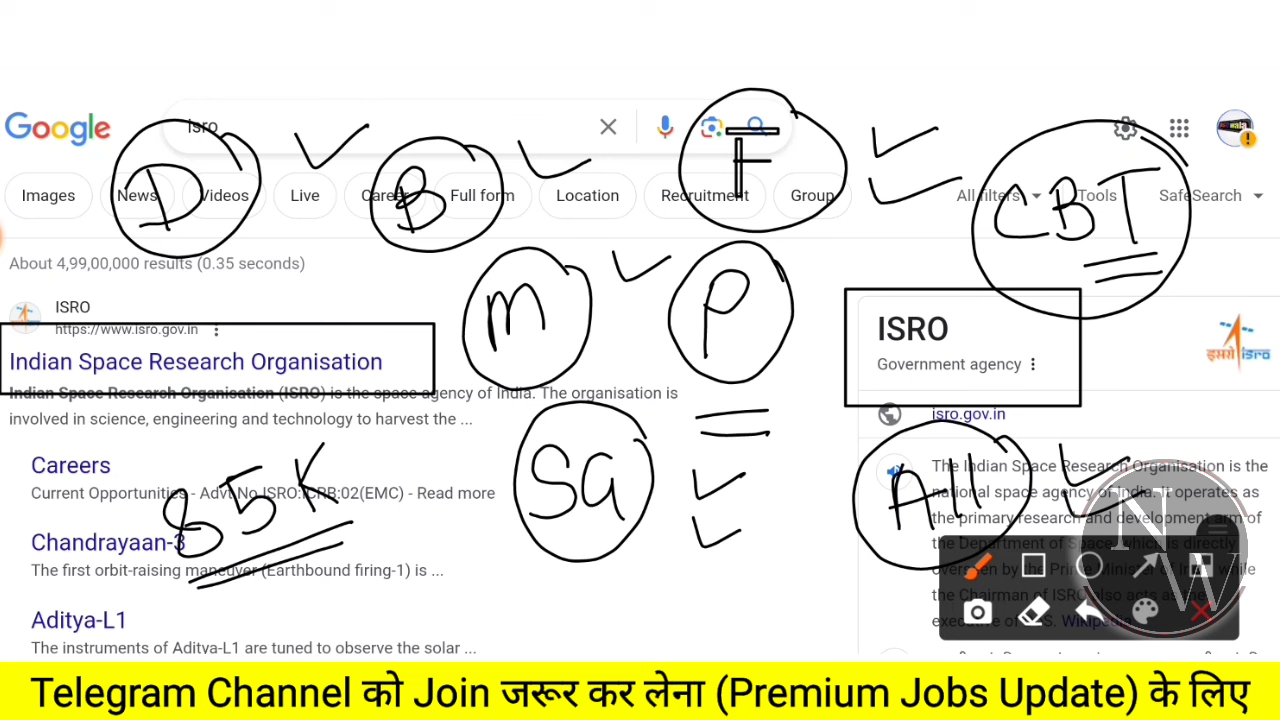 Google
isro
Images News Videos Live Career Full form Location Recruitment Group All filters Tools SafeSearch
D B F CBT
About 4,99,00,000 results (0.35 seconds)
M P
ISRO
https://www.isro.gov.in
Indian Space Research Organisation
Indian Space Research Organisation (ISRO) is the space agency of India. The organisation is
involved in science, engineering and technology to harvest the ...
Careers
Current Opportunities - Advt.No.ISRO:ICRB:02(EMC) - Read more
85K
Chandrayaan-3
The first orbit-raising maneuver (Earthbound firing-1) is ...
Aditya-L1
The instruments of Aditya-L1 are tuned to observe the solar ...
SG
ISRO
Government agency
इसरो isro
isro.gov.in
All
The Indian Space Research Organisation is the
national space agency of India. It operates as
the primary research and development arm of
the Department of Space, which is directly
overseen by the Prime Minister of India while
the Chairman of ISRO also acts as the
executive of DOS. Wikipedia
N W
Telegram Channel को Join जरूर कर लेना (Premium Jobs Update) के लिए